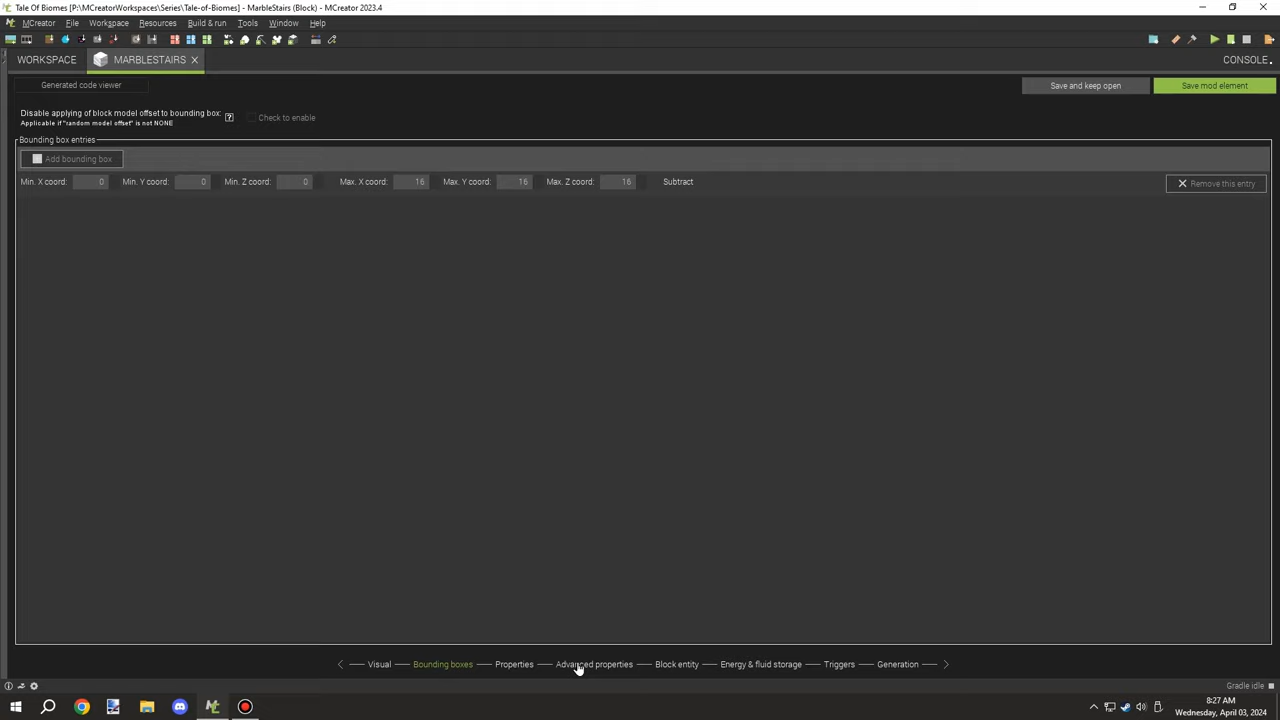 Tale Of Biomes [P:\MCreatorWorkspaces\Series\Tale-of-Biomes] - MarbleStairs (Block) - MCreator 2023.4
MCreator File Workspace Resources Build & run Tools Window Help
WORKSPACE MARBLESTAIRS CONSOLE
Generated code viewer Save and keep open Save mod element
Disable applying of block model offset to bounding box: ? Check to enable
Applicable if "random model offset" is not NONE
Bounding box entries
Add bounding box
Min. X coord: 0 Min. Y coord: 0 Min. Z coord: 0 Max. X coord: 16 Max. Y coord: 16 Max. Z coord: 16 Subtract Remove this entry
Visual Bounding boxes Properties Advanced properties Block entity Energy & fluid storage Triggers Generation
Gradle idle
8:27 AM
Wednesday, April 03, 2024